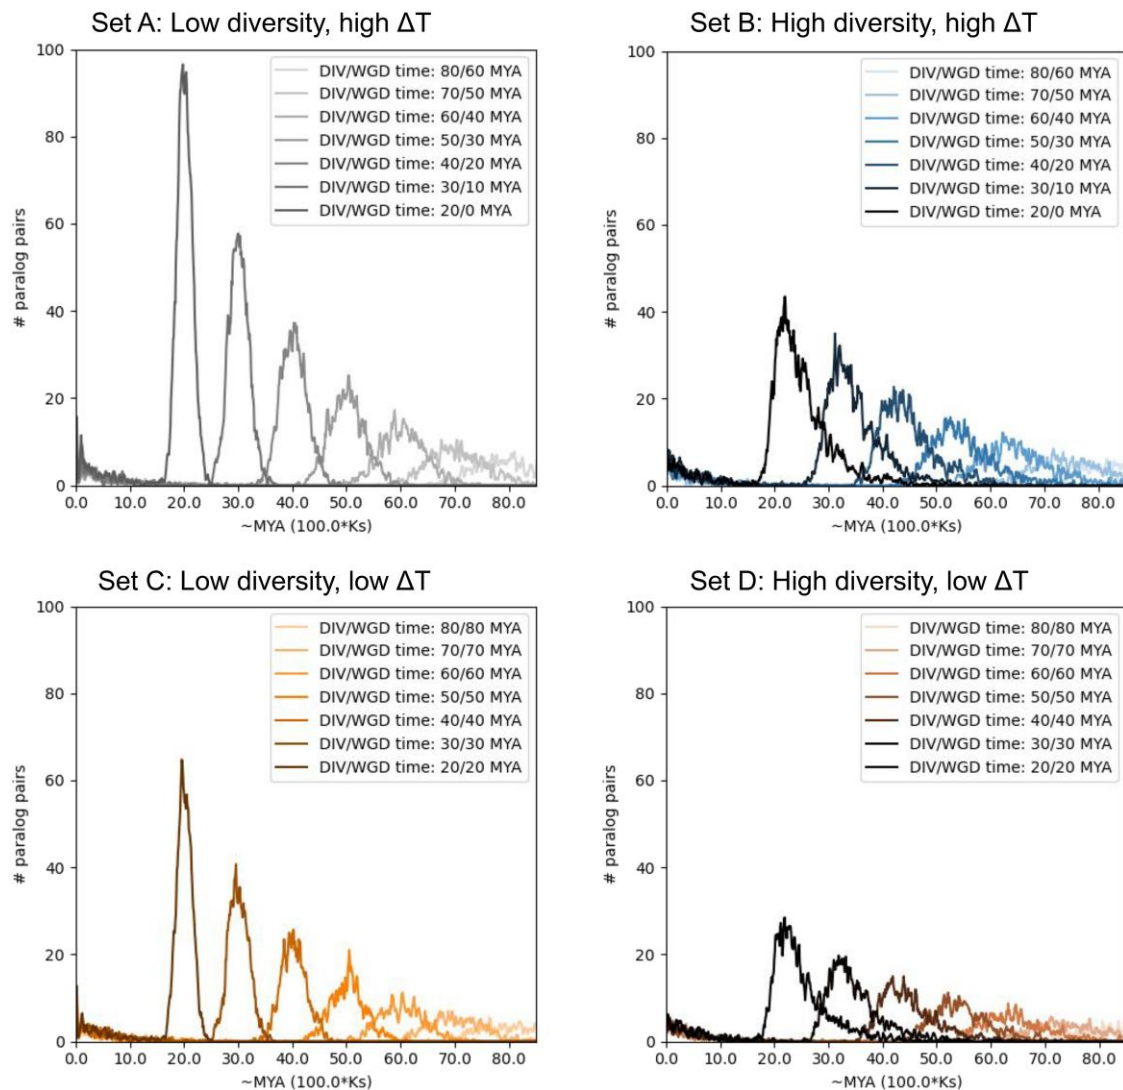 Set A: Low diversity, high ΔT
100
80
60
40
20
0
# paralog pairs
DIV/WGD time: 80/60 MYA
DIV/WGD time: 70/50 MYA
DIV/WGD time: 60/40 MYA
DIV/WGD time: 50/30 MYA
DIV/WGD time: 40/20 MYA
DIV/WGD time: 30/10 MYA
DIV/WGD time: 20/0 MYA
0.0 10.0 20.0 30.0 40.0 50.0 60.0 70.0 80.0
~MYA (100.0*Ks)
Set B: High diversity, high ΔT
100
80
60
40
20
0
# paralog pairs
DIV/WGD time: 80/60 MYA
DIV/WGD time: 70/50 MYA
DIV/WGD time: 60/40 MYA
DIV/WGD time: 50/30 MYA
DIV/WGD time: 40/20 MYA
DIV/WGD time: 30/10 MYA
DIV/WGD time: 20/0 MYA
0.0 10.0 20.0 30.0 40.0 50.0 60.0 70.0 80.0
~MYA (100.0*Ks)
Set C: Low diversity, low ΔT
100
80
60
40
20
0
# paralog pairs
DIV/WGD time: 80/80 MYA
DIV/WGD time: 70/70 MYA
DIV/WGD time: 60/60 MYA
DIV/WGD time: 50/50 MYA
DIV/WGD time: 40/40 MYA
DIV/WGD time: 30/30 MYA
DIV/WGD time: 20/20 MYA
0.0 10.0 20.0 30.0 40.0 50.0 60.0 70.0 80.0
~MYA (100.0*Ks)
Set D: High diversity, low ΔT
100
80
60
40
20
0
# paralog pairs
DIV/WGD time: 80/80 MYA
DIV/WGD time: 70/70 MYA
DIV/WGD time: 60/60 MYA
DIV/WGD time: 50/50 MYA
DIV/WGD time: 40/40 MYA
DIV/WGD time: 30/30 MYA
DIV/WGD time: 20/20 MYA
0.0 10.0 20.0 30.0 40.0 50.0 60.0 70.0 80.0
~MYA (100.0*Ks)